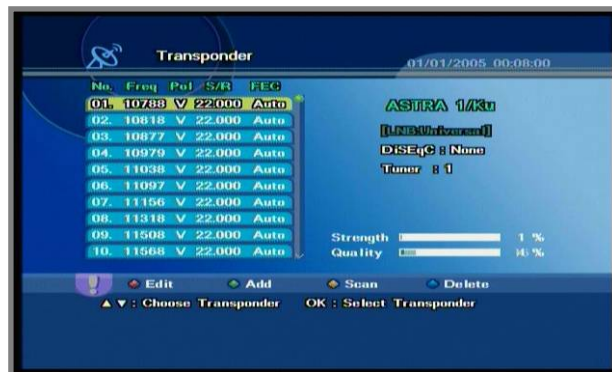 Transponder
01/01/2005 00:08:00
No. Freq Pol S/R FEC
01. 10788 V 22.000 Auto
02. 10818 V 22.000 Auto
03. 10877 V 22.000 Auto
04. 10979 V 22.000 Auto
05. 11038 V 22.000 Auto
06. 11097 V 22.000 Auto
07. 11156 V 22.000 Auto
08. 11318 V 22.000 Auto
09. 11508 V 22.000 Auto
10. 11568 V 22.000 Auto
ASTRA 1/Ku
[LNB:Universal]
DiSEqC : None
Tuner : 1
Strength 1 %
Quality %
Edit Add Scan Delete
▲ ▼ : Choose Transponder OK : Select Transponder